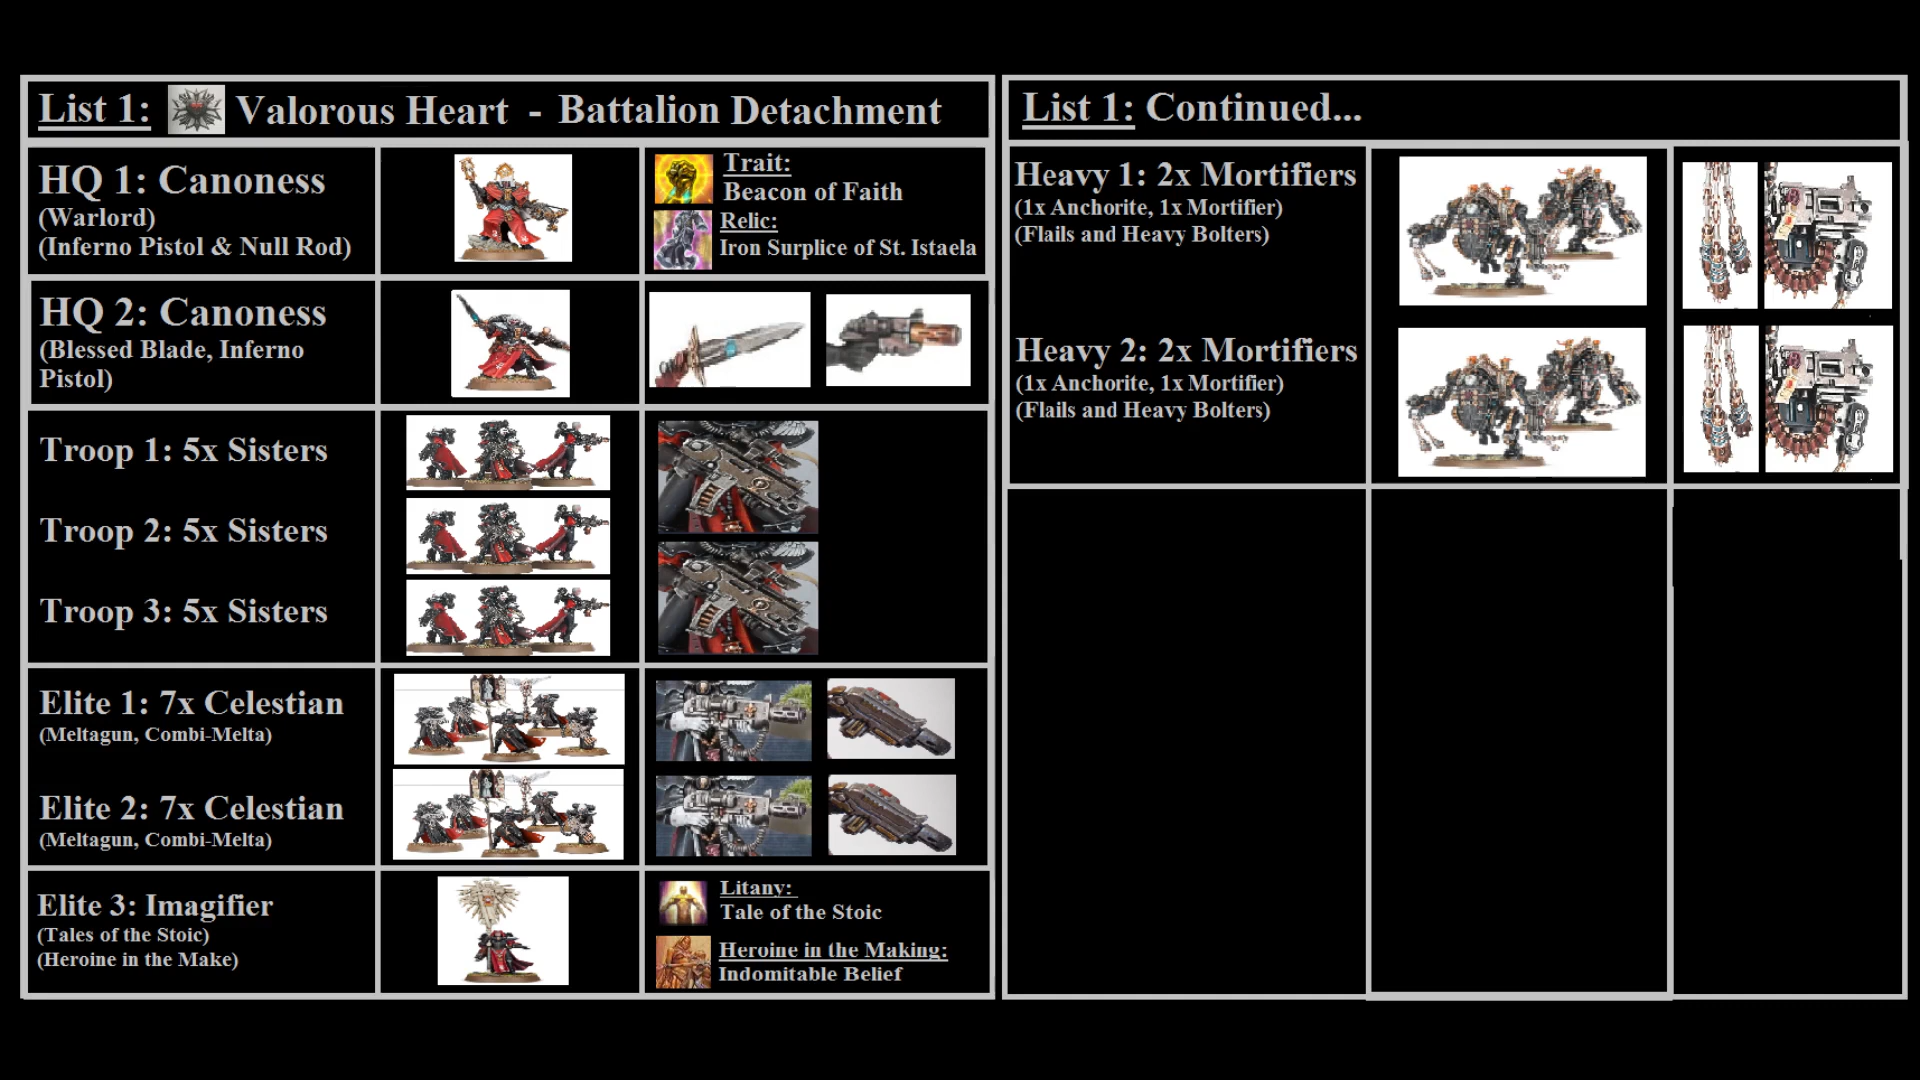 List 1: Valorous Heart - Battalion Detachment
HQ 1: Canoness
(Warlord)
(Inferno Pistol & Null Rod)
Trait:
Beacon of Faith
Relic:
Iron Surplice of St. Istaela
HQ 2: Canoness
(Blessed Blade, Inferno
Pistol)
Troop 1: 5x Sisters
Troop 2: 5x Sisters
Troop 3: 5x Sisters
Elite 1: 7x Celestian
(Meltagun, Combi-Melta)
Elite 2: 7x Celestian
(Meltagun, Combi-Melta)
Elite 3: Imagifier
(Tales of the Stoic)
(Heroine in the Make)
Litany:
Tale of the Stoic
Heroine in the Making:
Indomitable Belief
List 1: Continued...
Heavy 1: 2x Mortifiers
(1x Anchorite, 1x Mortifier)
(Flails and Heavy Bolters)
Heavy 2: 2x Mortifiers
(1x Anchorite, 1x Mortifier)
(Flails and Heavy Bolters)